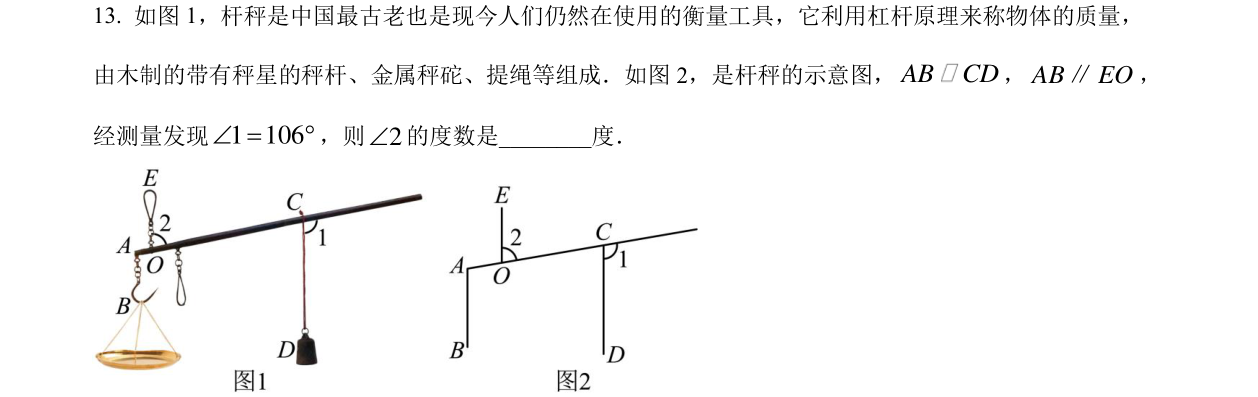 13. 如图 1，杆秤是中国最古老也是现今人们仍然在使用的衡量工具，它利用杠杆原理来称物体的质量，
由木制的带有秤星的秤杆、金属秤砣、提绳等组成．如图 2，是杆秤的示意图，AB▱CD，AB∥EO，
经测量发现∠1=106°，则∠2的度数是________度．
E
C
2
1
A
O
B
D
图1
E
2
C
1
A
O
B
D
图2